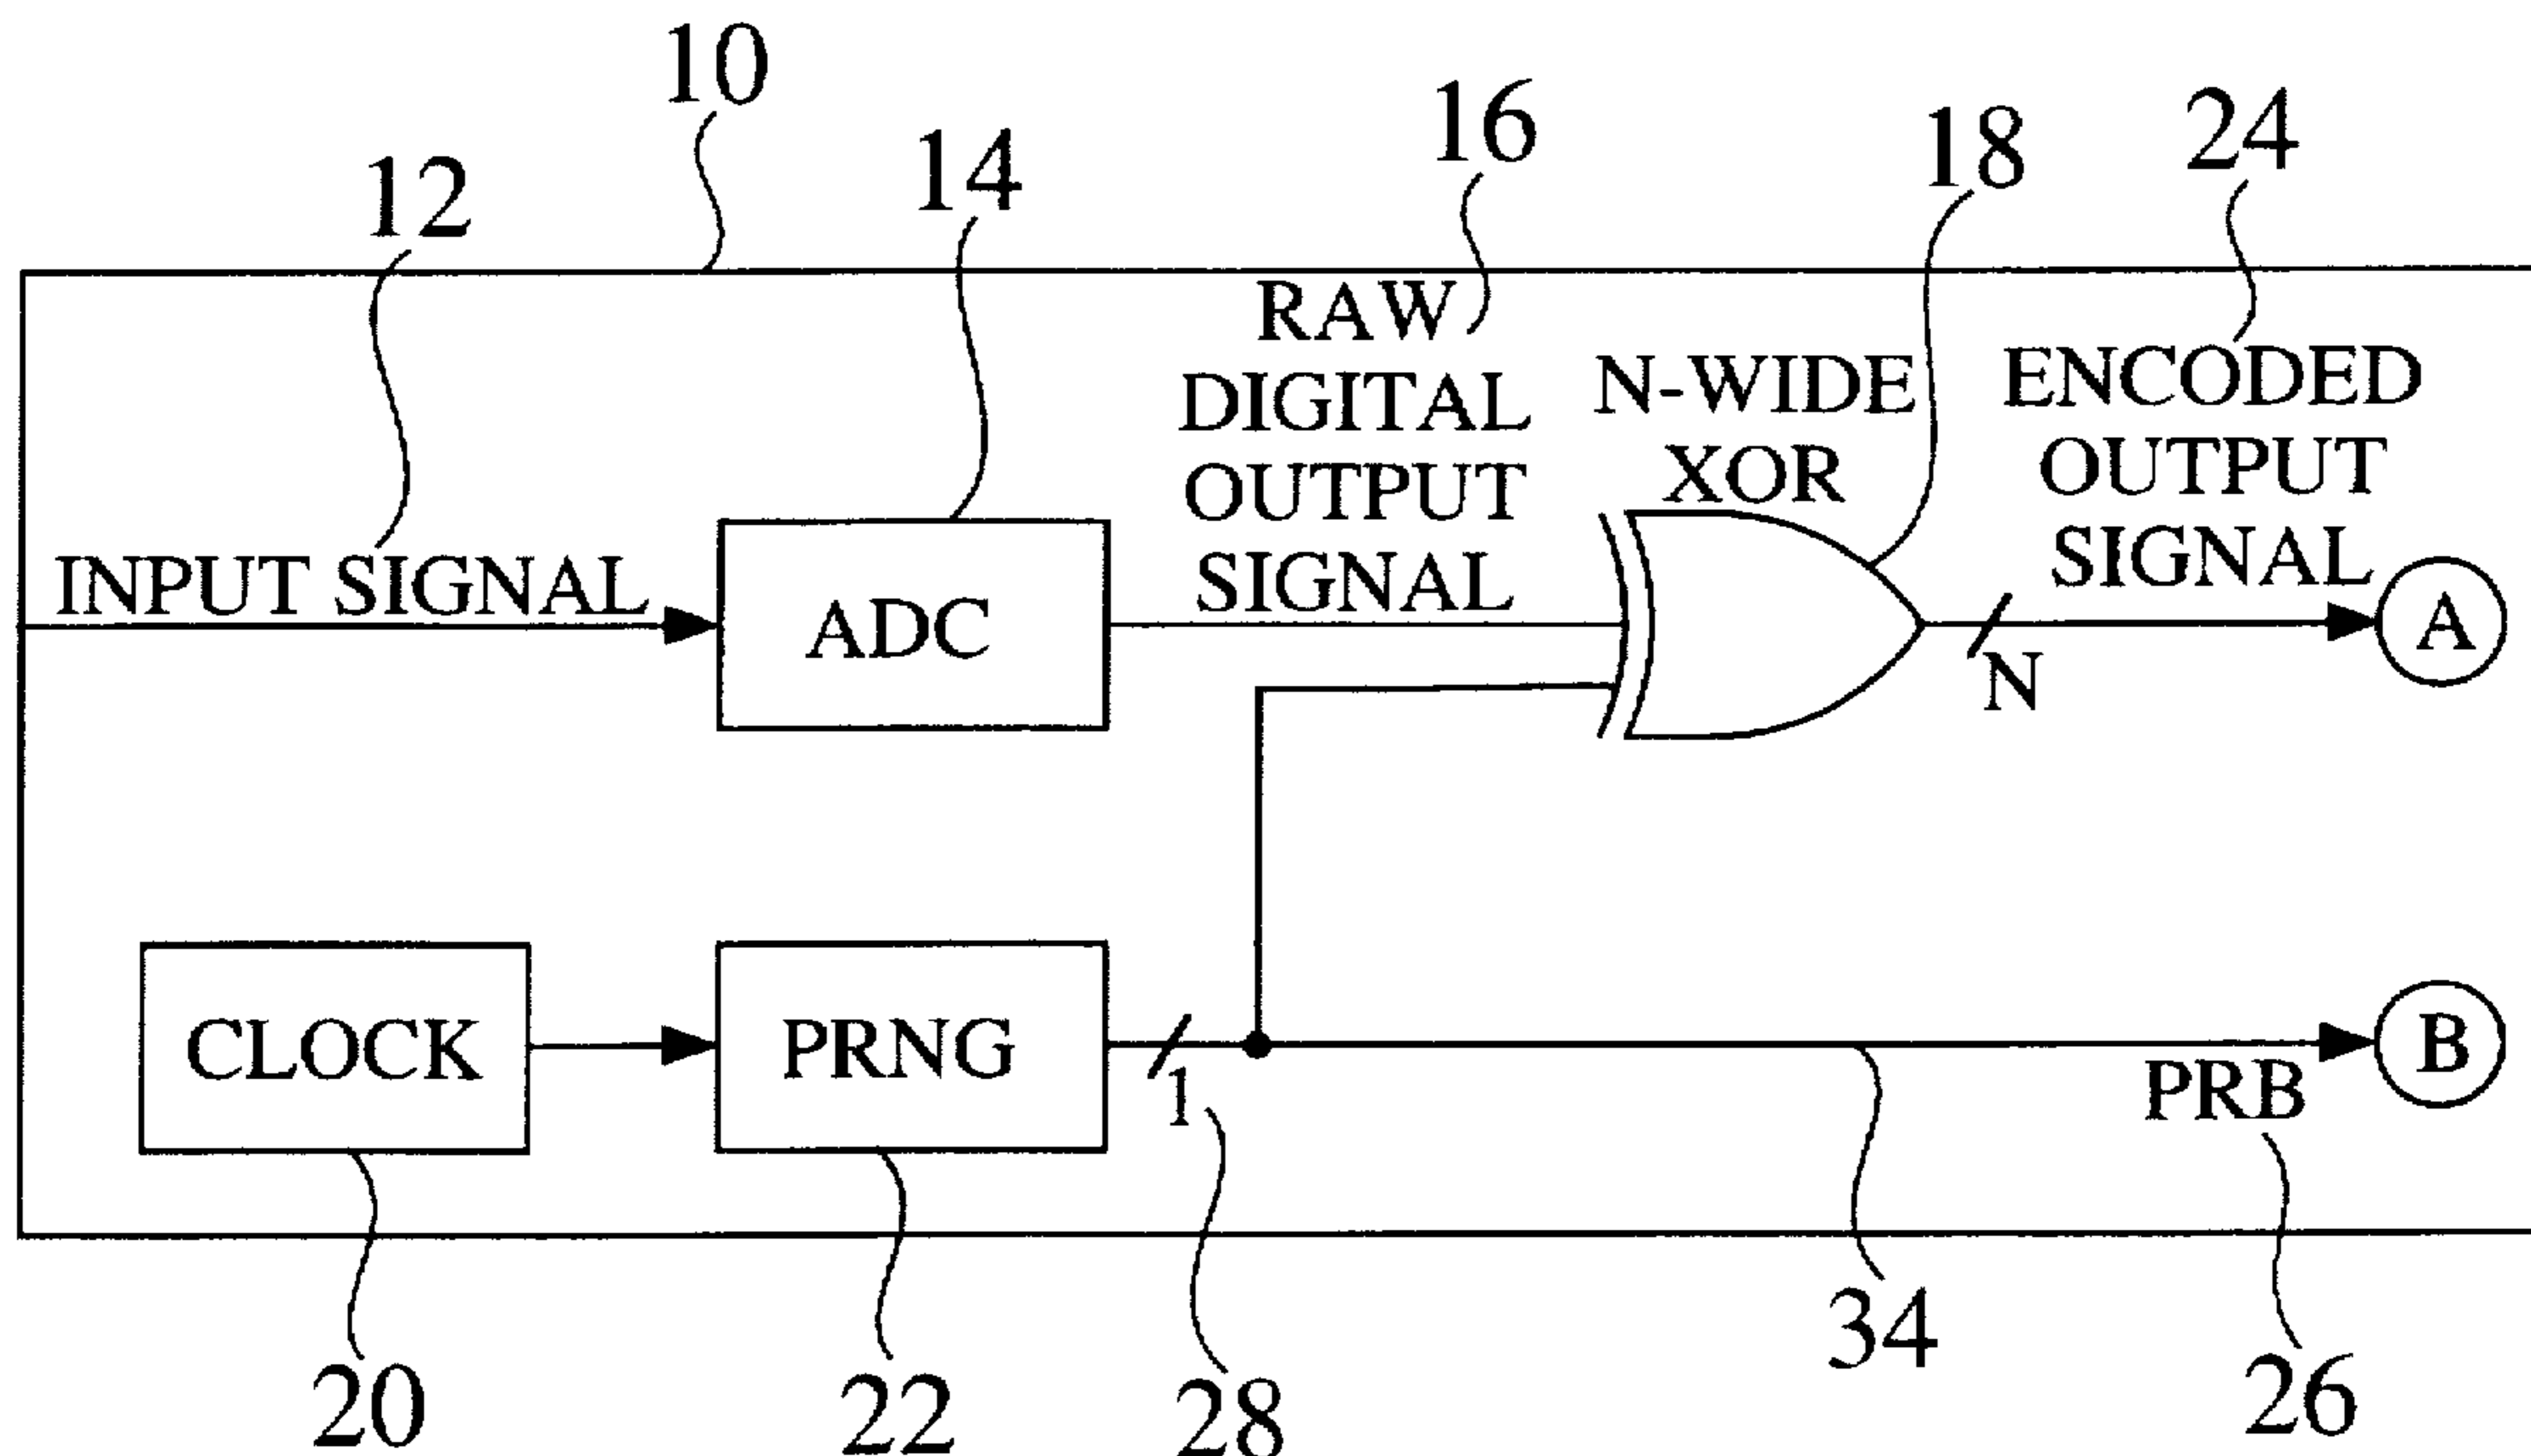 10
12
14
16
18
24
RAW
DIGITAL
OUTPUT
SIGNAL
N-WIDE
XOR
ENCODED
OUTPUT
SIGNAL
INPUT SIGNAL
ADC
N
A
CLOCK
PRNG
1
PRB
B
20
22
28
34
26